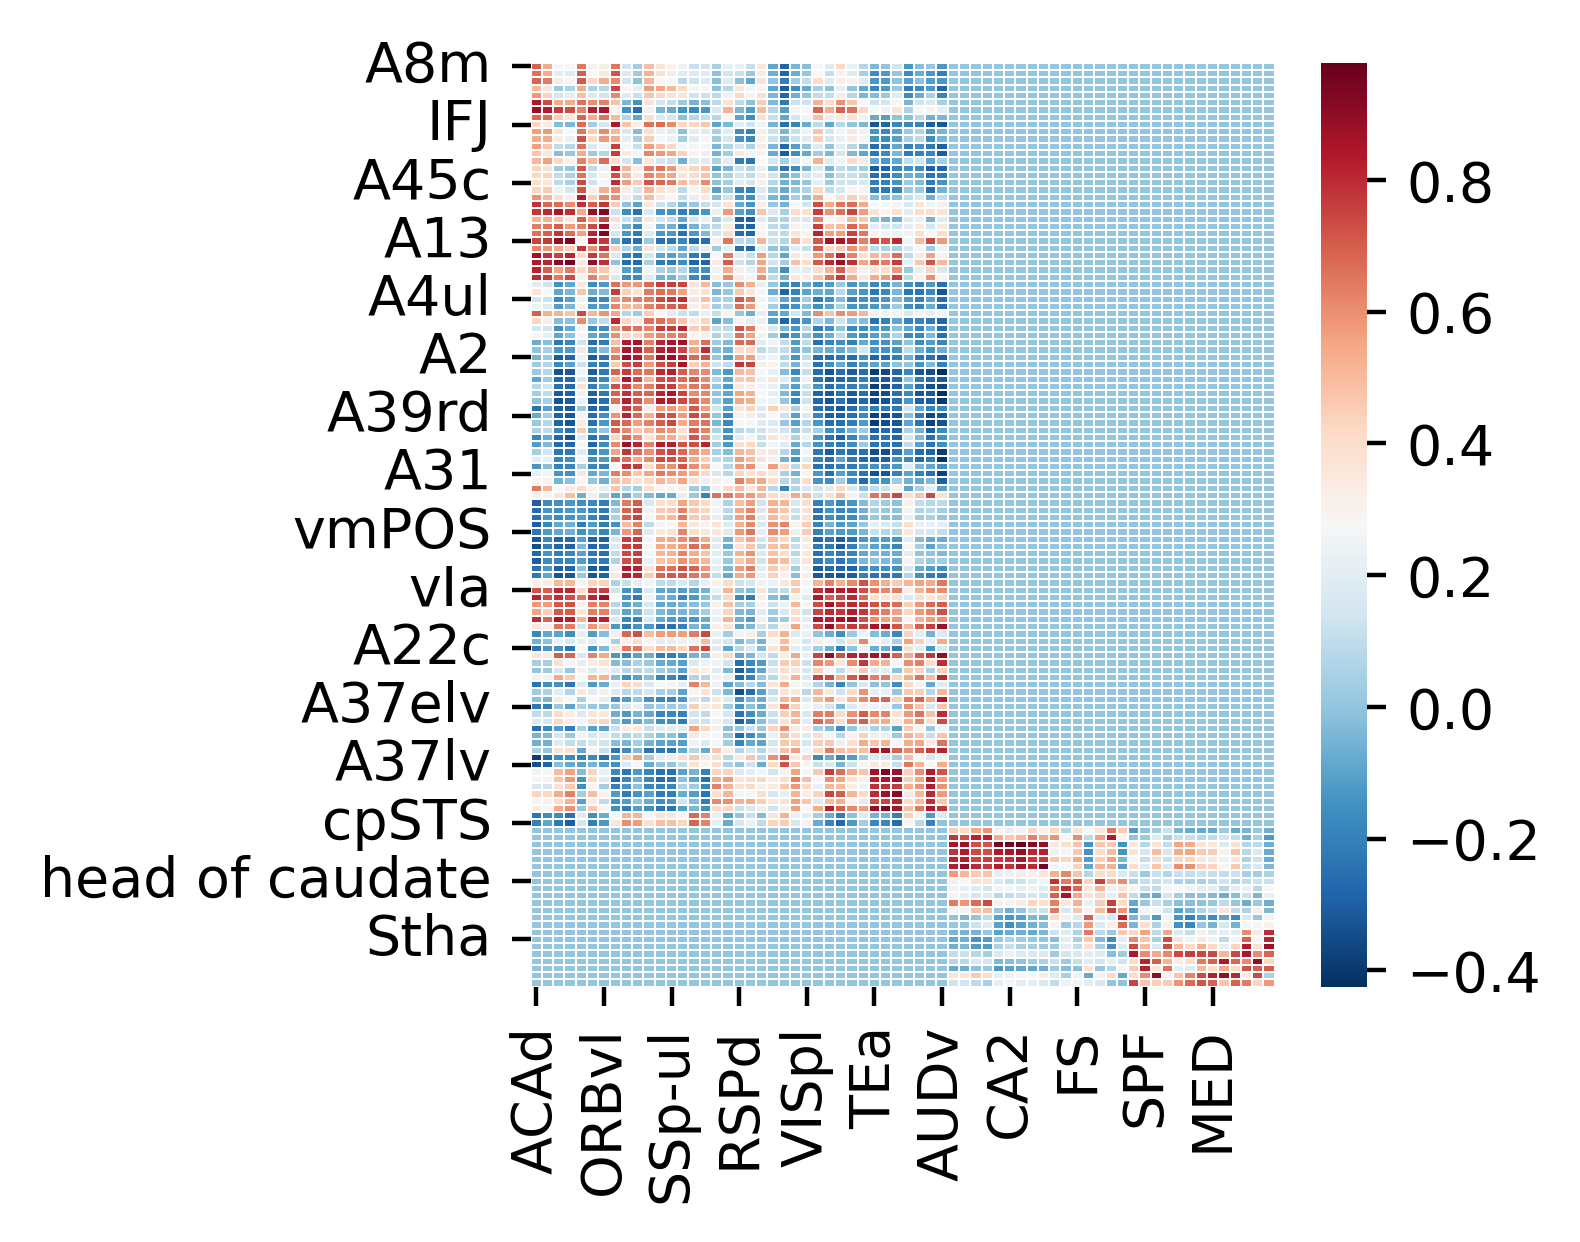 A8m
IFJ
A45c
A13
A4ul
A2
A39rd
A31
vmPOS
vIa
A22c
A37elv
A37lv
cpSTS
head of caudate
Stha
ACAd
ORBvl
SSp-ul
RSPd
VISpl
TEa
AUDv
CA2
FS
SPF
MED
0.8
0.6
0.4
0.2
0.0
−0.2
−0.4